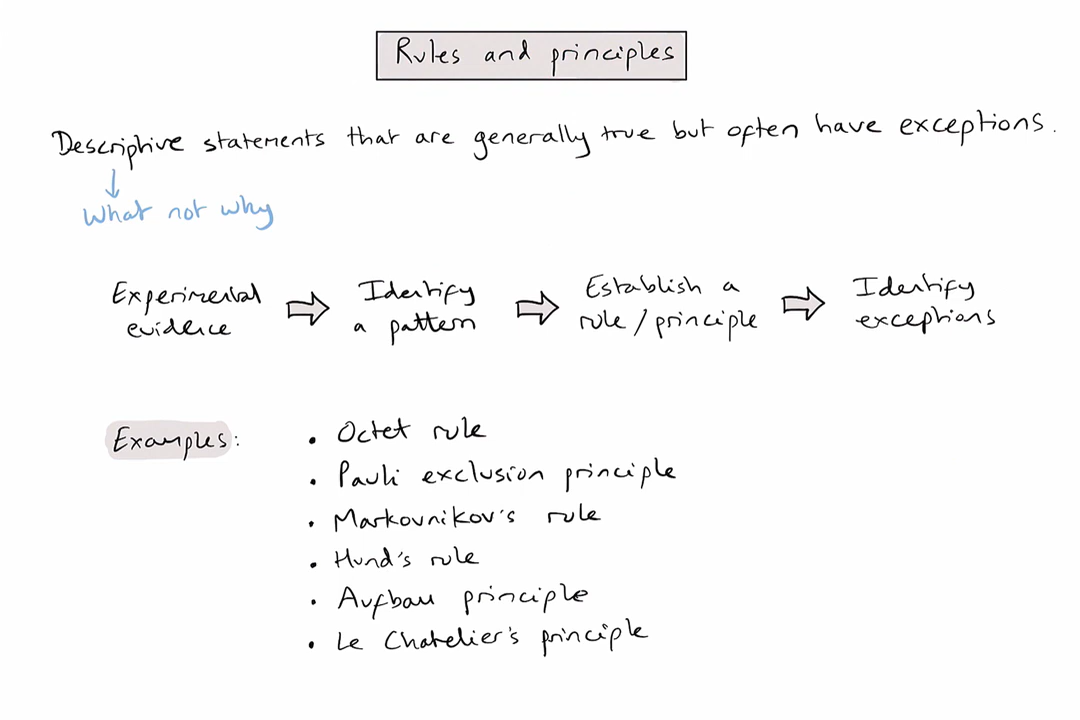 Rules and principles
Descriptive statements that are generally true but often have exceptions.
What not why
Experimental evidence
Identify a pattern
Establish a rule/principle
Identify exceptions
Examples:
• Octet rule
• Pauli exclusion principle
• Markovnikov's rule
• Hund's rule
• Aufbau principle
• Le Chatelier's principle